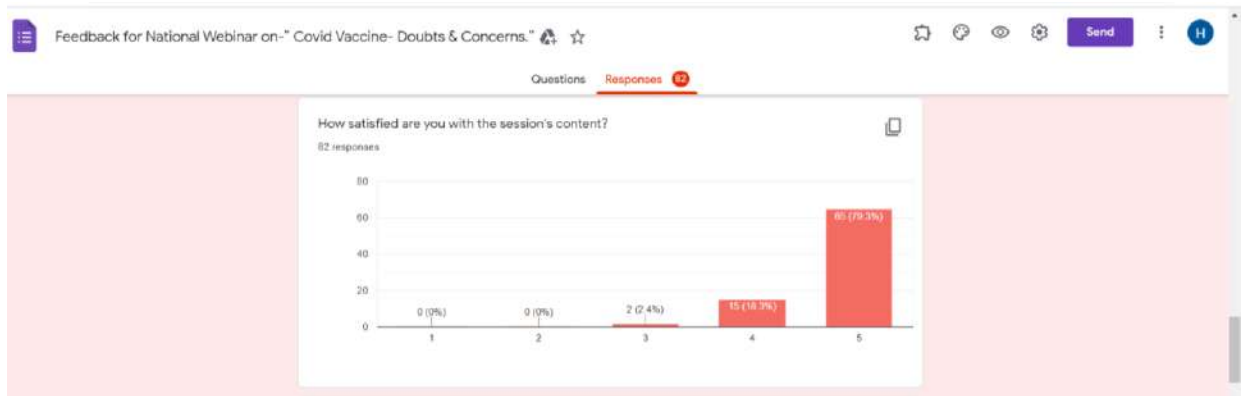 Feedback for National Webinar on-" Covid Vaccine- Doubts & Concerns."
Send
H
Questions Responses 82
How satisfied are you with the session's content?
82 responses
80
60
40
20
0
0 (0%) 0 (0%) 2 (2.4%) 15 (18.3%) 65 (79.3%)
1 2 3 4 5